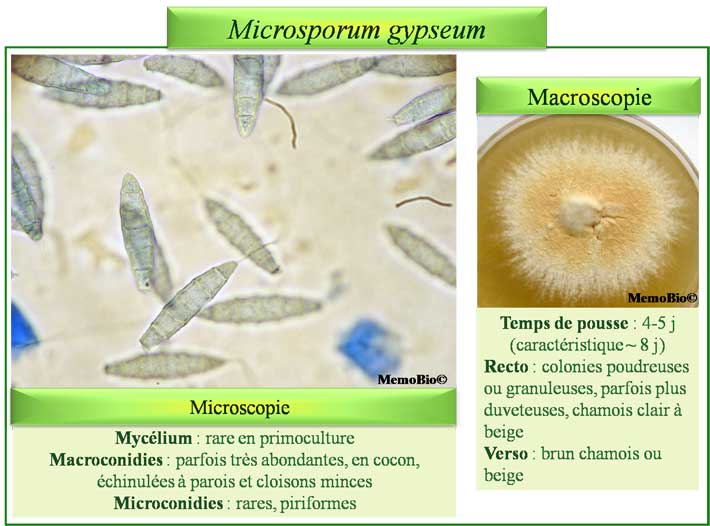 Microsporum gypseum
MemoBio©
Microscopie
Mycélium : rare en primoculture
Macroconidies : parfois très abondantes, en cocon,
échinulées à parois et cloisons minces
Microconidies : rares, piriformes
Macroscopie
MemoBio©
Temps de pousse : 4-5 j
(caractéristique ~ 8 j)
Recto : colonies poudreuses
ou granuleuses, parfois plus
duveteuses, chamois clair à
beige
Verso : brun chamois ou
beige